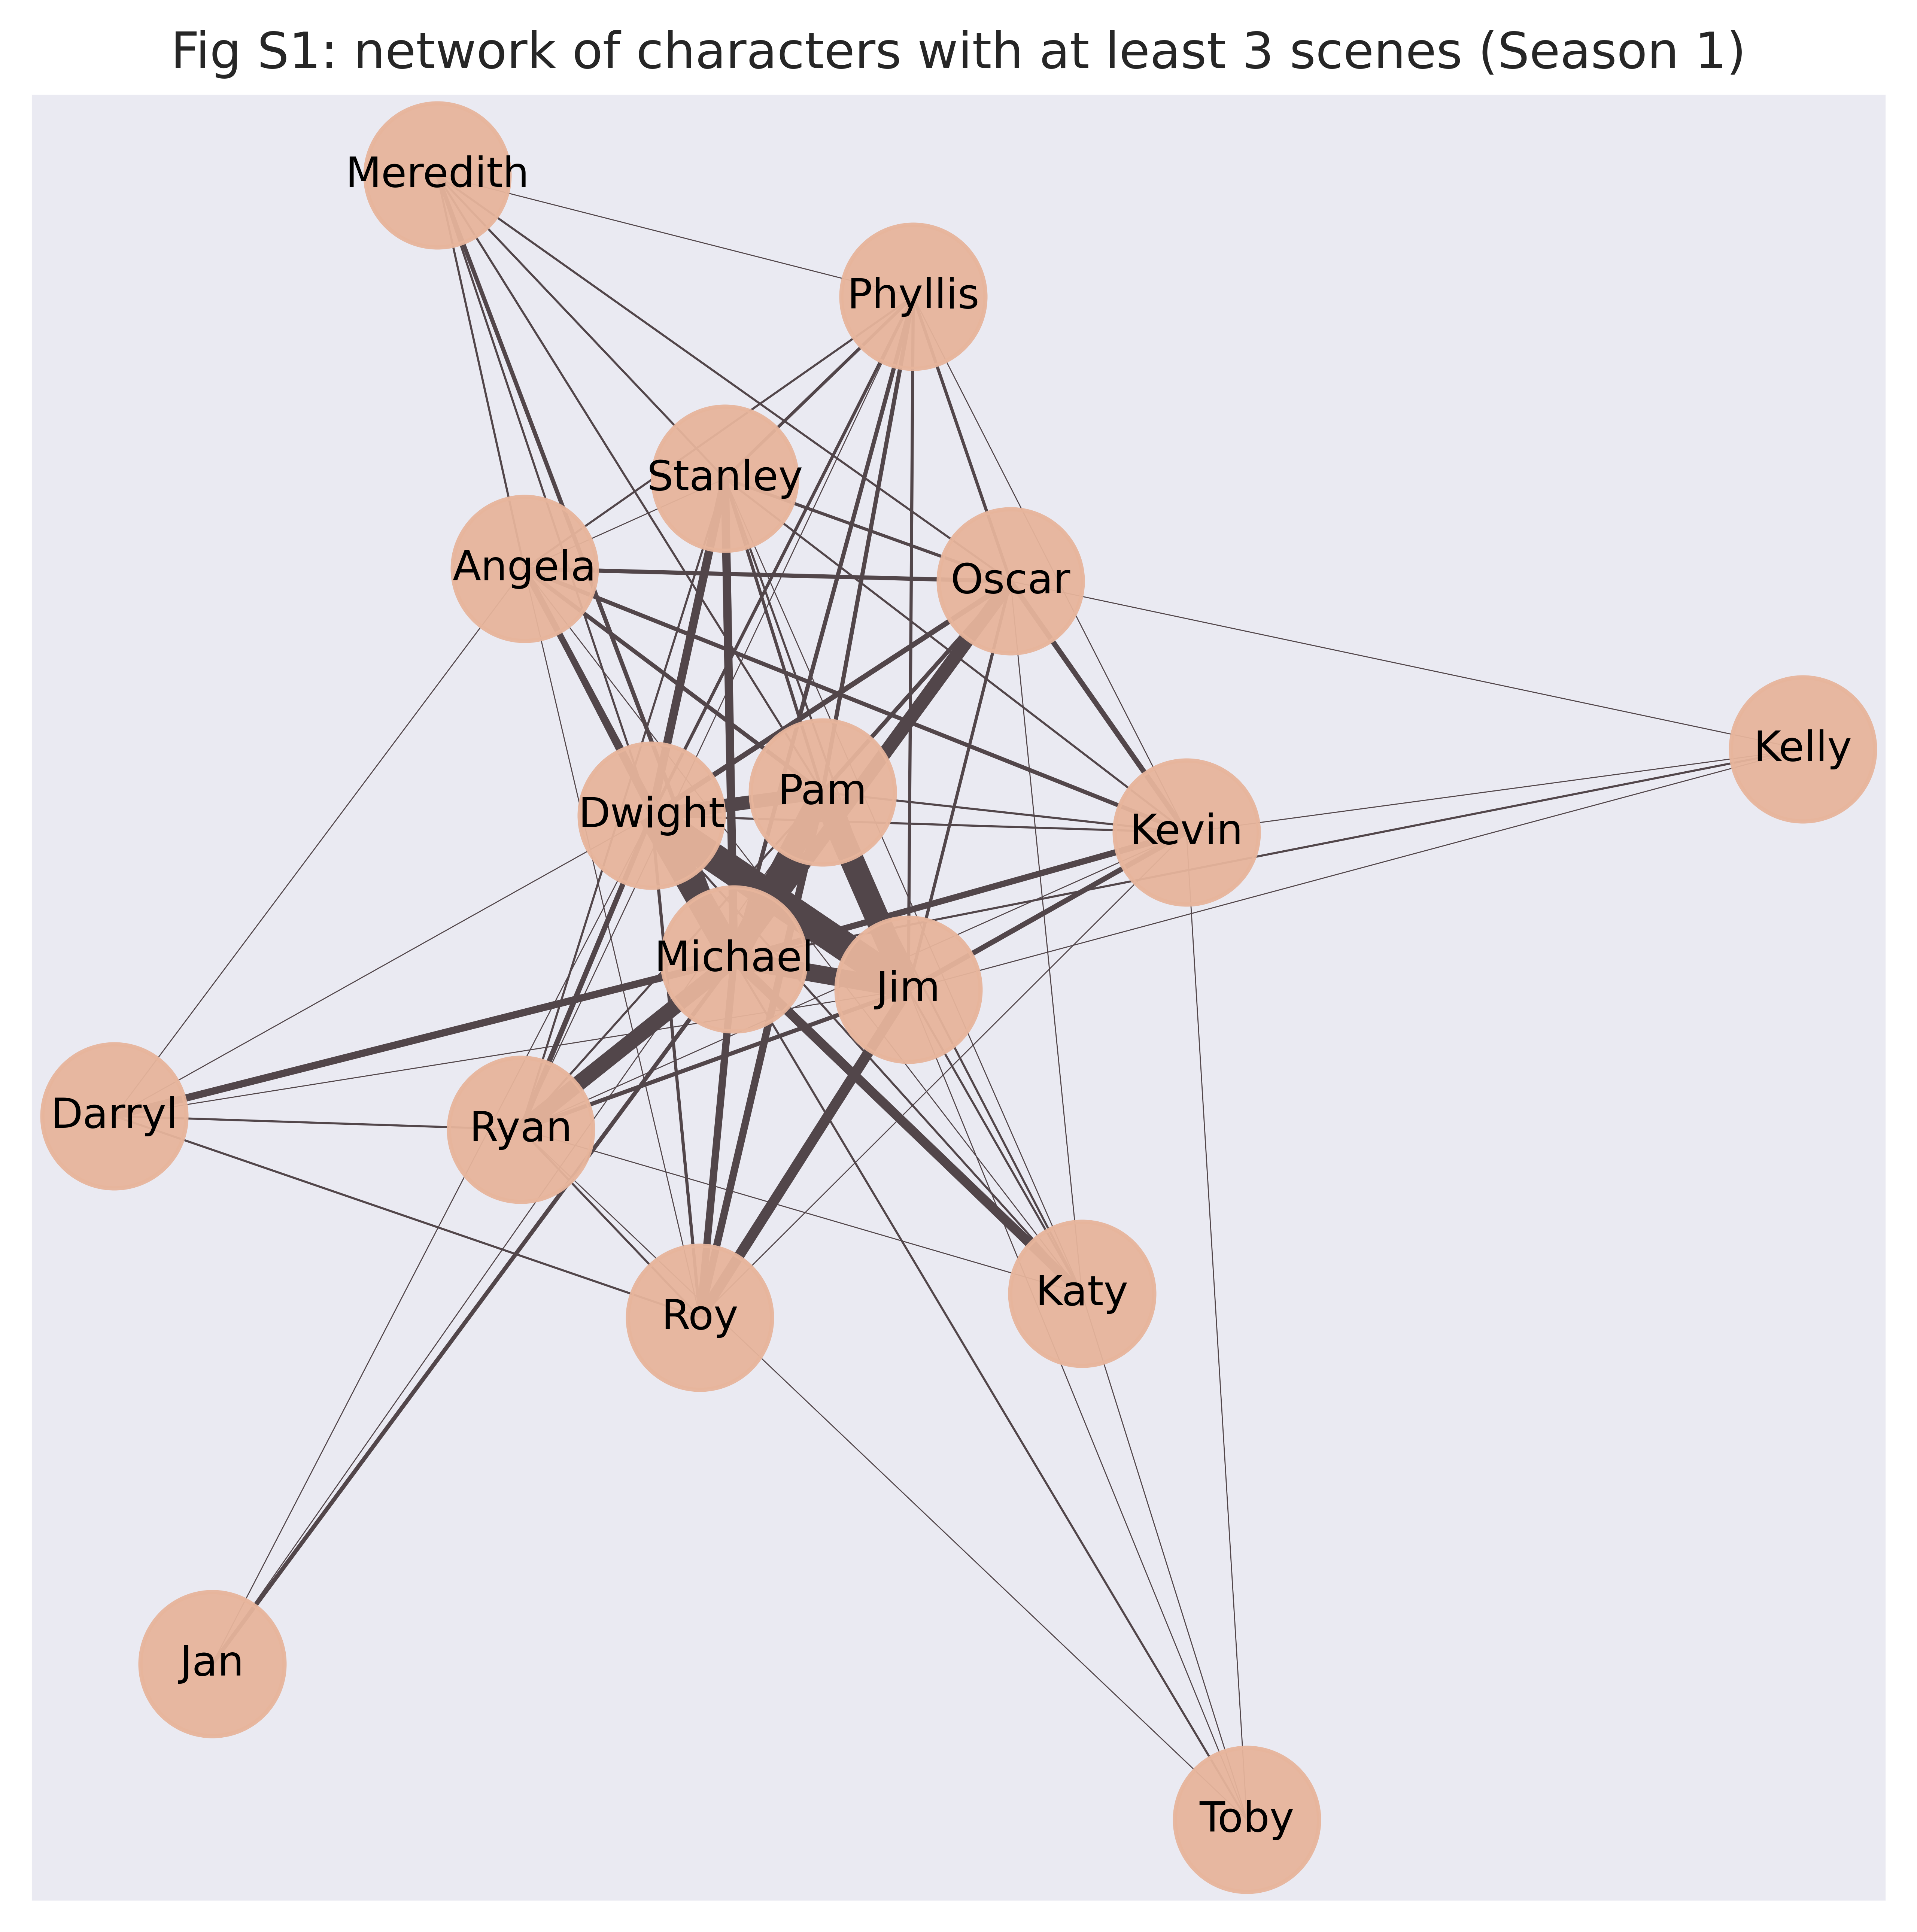 Fig S1: network of characters with at least 3 scenes (Season 1)
Meredith
Phyllis
Stanley
Angela
Oscar
Kelly
Pam
Dwight
Kevin
Michael
Jim
Darryl
Ryan
Katy
Roy
Jan
Toby